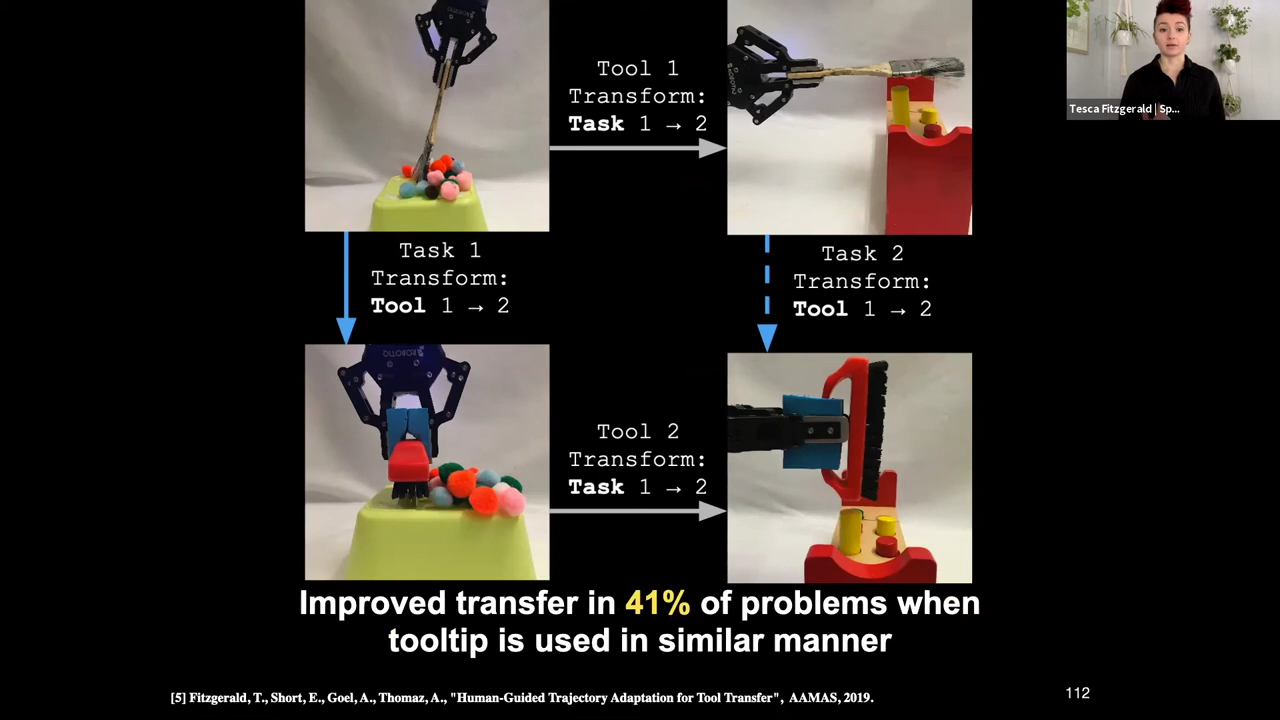 Tool 1
Transform:
Task 1 → 2
Tesca Fitzgerald | Sp...
Task 1
Transform:
Tool 1 → 2
Task 2
Transform:
Tool 1 → 2
Tool 2
Transform:
Task 1 → 2
Improved transfer in 41% of problems when
tooltip is used in similar manner
[5] Fitzgerald, T., Short, E., Goel, A., Thomaz, A., "Human-Guided Trajectory Adaptation for Tool Transfer", AAMAS, 2019.
112